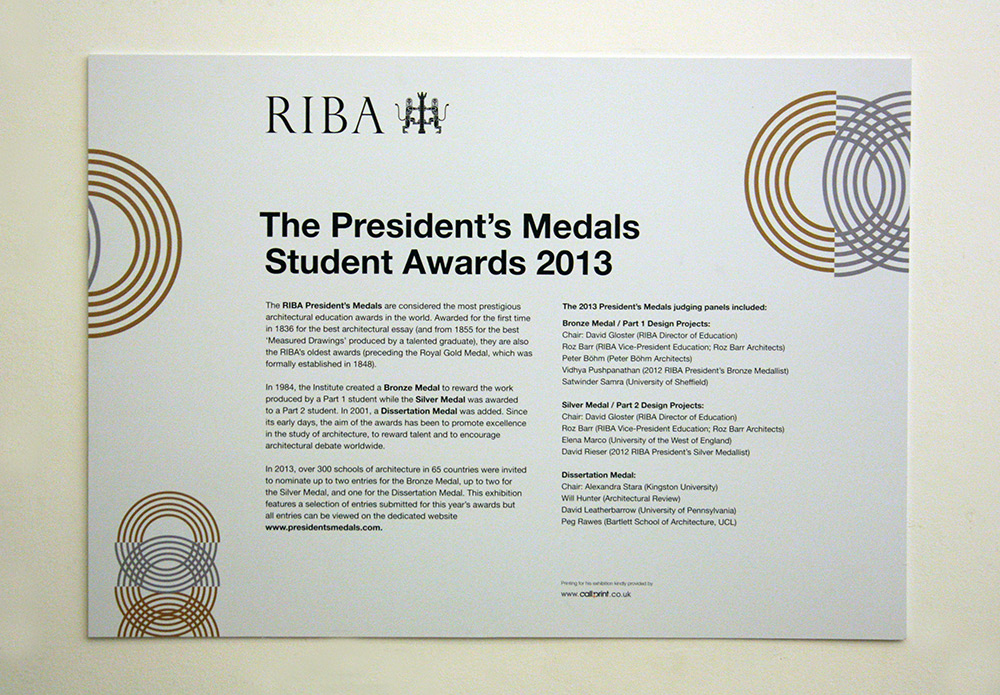 RIBA
The President's Medals
Student Awards 2013
The RIBA President's Medals are considered the most prestigious
architectural education awards in the world. Awarded for the first time
in 1836 for the best architectural essay (and from 1855 for the best
'Measured Drawings' produced by a talented graduate), they are also
the RIBA's oldest awards (preceding the Royal Gold Medal, which was
formally established in 1848).
In 1984, the Institute created a Bronze Medal to reward the work
produced by a Part 1 student while the Silver Medal was awarded
to a Part 2 student. In 2001, a Dissertation Medal was added. Since
its early days, the aim of the awards has been to promote excellence
in the study of architecture, to reward talent and to encourage
architectural debate worldwide.
In 2013, over 300 schools of architecture in 65 countries were invited
to nominate up to two entries for the Bronze Medal, up to two for
the Silver Medal, and one for the Dissertation Medal. This exhibition
features a selection of entries submitted for this year's awards but
all entries can be viewed on the dedicated website
www.presidentsmedals.com.
The 2013 President's Medals judging panels included:
Bronze Medal / Part 1 Design Projects:
Chair: David Gloster (RIBA Director of Education)
Roz Barr (RIBA Vice-President Education; Roz Barr Architects)
Peter Böhm (Peter Böhm Architects)
Vidhya Pushpanathan (2012 RIBA President's Bronze Medallist)
Satwinder Samra (University of Sheffield)
Silver Medal / Part 2 Design Projects:
Chair: David Gloster (RIBA Director of Education)
Roz Barr (RIBA Vice-President Education; Roz Barr Architects)
Elena Marco (University of the West of England)
David Rieser (2012 RIBA President's Silver Medallist)
Dissertation Medal:
Chair: Alexandra Stara (Kingston University)
Will Hunter (Architectural Review)
David Leatherbarrow (University of Pennsylvania)
Peg Rawes (Bartlett School of Architecture, UCL)
Printing for his exhibition kindly provided by
www.callprint.co.uk